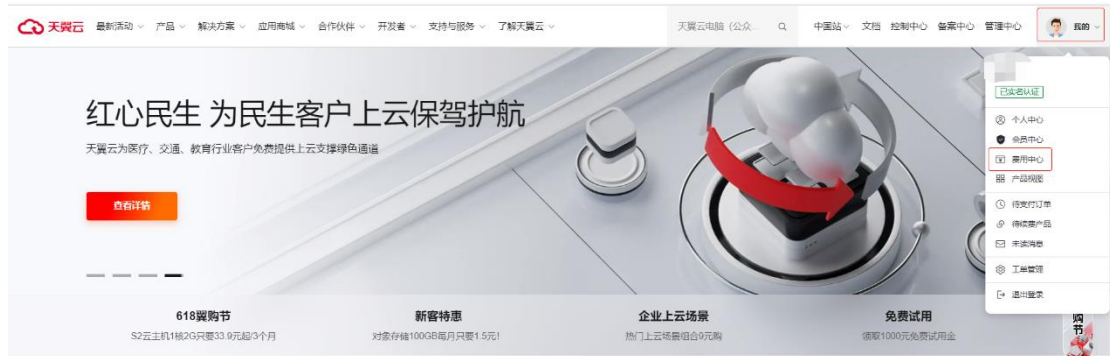 天翼云 最新活动 产品 解决方案 应用商城 合作伙伴 开发者 支持与服务 了解天翼云 天翼云电脑（公众... 中国站 文档 控制中心 备案中心 管理中心 我的
已实名认证
个人中心
会员中心
费用中心
产品视图
待支付订单
待续费产品
未读消息
工单管理
退出登录
红心民生 为民生客户上云保驾护航
天翼云为医疗、交通、教育行业客户免费提供上云支撑绿色通道
查看详情
618翼购节 新客特惠 企业上云场景 免费试用
S2云主机1核2G只要33.9元起/3个月 对象存储100GB每月只要1.5元! 热门上云场景组合9元购 领取1000元免费试用金
购
节